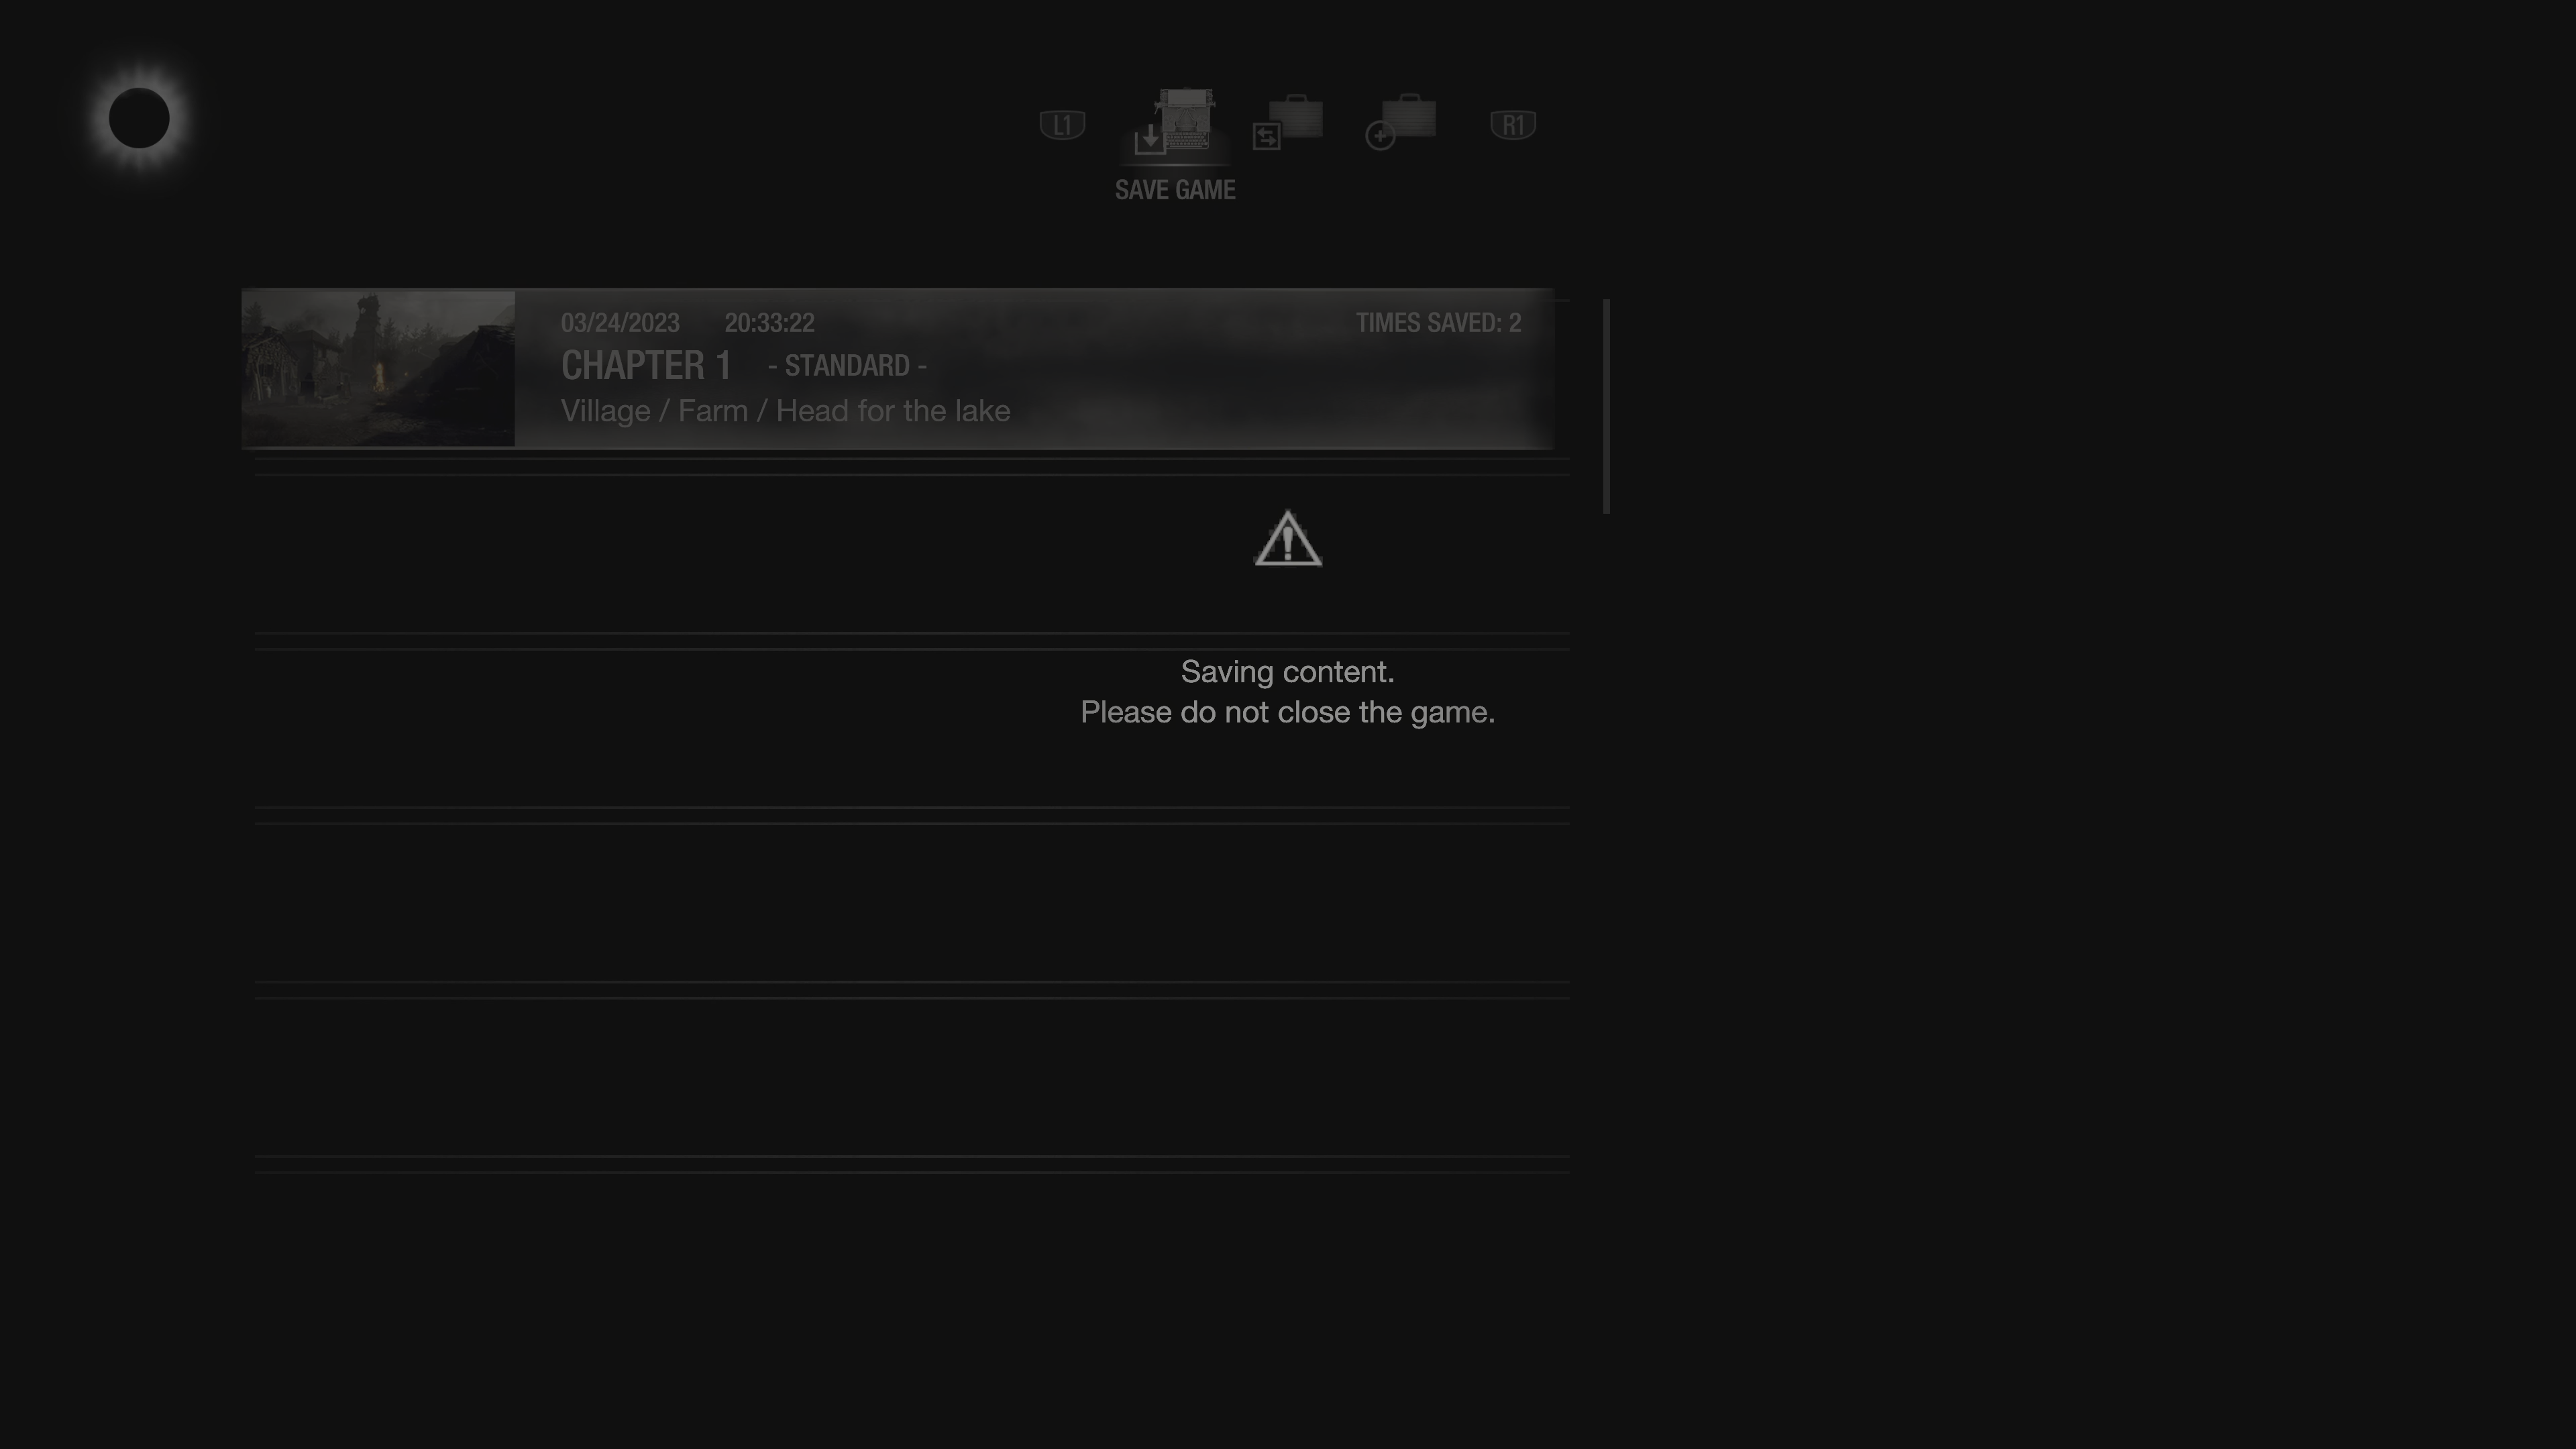 L1
R1
SAVE GAME
03/24/2023 20:33:22 TIMES SAVED: 2
CHAPTER 1 - STANDARD -
Village / Farm / Head for the lake
Saving content.
Please do not close the game.